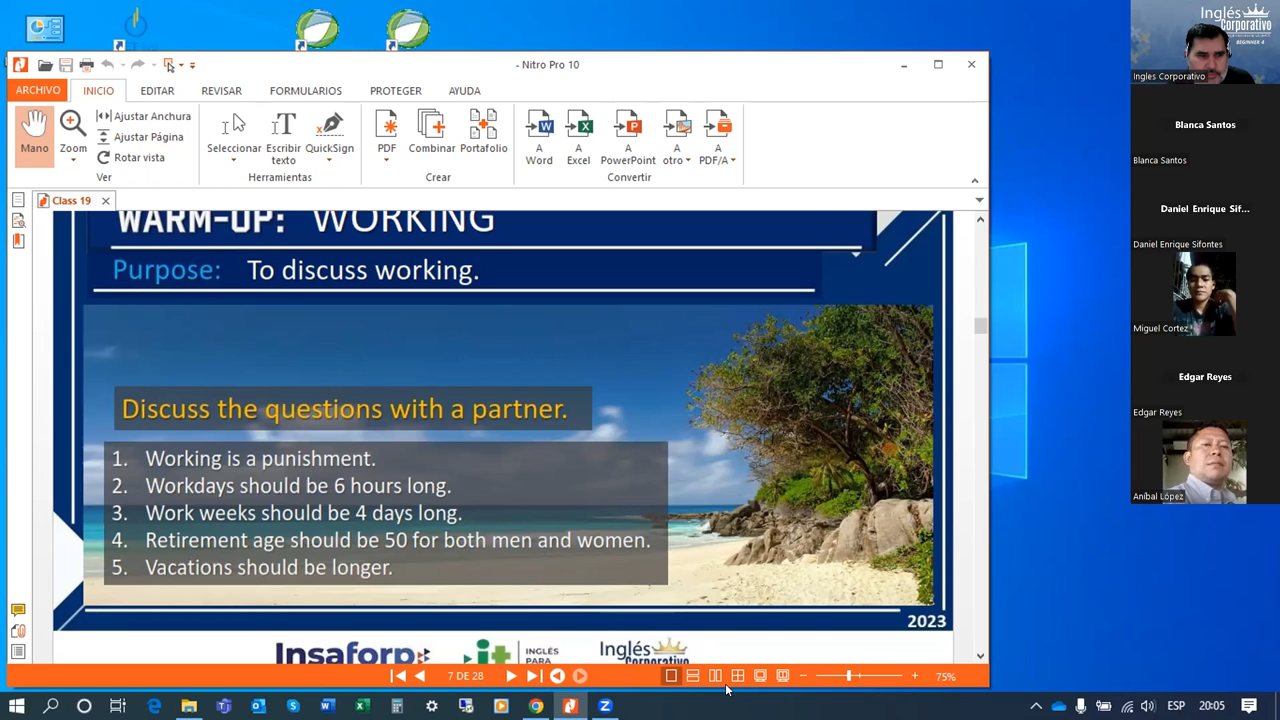 - Nitro Pro 10
ARCHIVO INICIO EDITAR REVISAR FORMULARIOS PROTEGER AYUDA
Mano
Zoom
Ajustar Anchura
Ajustar Página
Rotar vista
Ver
Seleccionar
Escribir texto
QuickSign
Herramientas
PDF
Combinar
Portafolio
Crear
A Word
A Excel
A PowerPoint
A otro
A PDF/A
Convertir
Class 19
WARM-UP: WORKING
Purpose: To discuss working.
Discuss the questions with a partner.
1. Working is a punishment.
2. Workdays should be 6 hours long.
3. Work weeks should be 4 days long.
4. Retirement age should be 50 for both men and women.
5. Vacations should be longer.
2023
Insaforp
it
INGLÉS
PARA
Inglés
Corporativo
7 DE 28
75%
Inglés
Corporativo
BEGINNER 4
Ingles Corporativo
Blanca Santos
Blanca Santos
Daniel Enrique Sif...
Daniel Enrique Sifontes
Miguel Cortez
Edgar Reyes
Edgar Reyes
Aníbal López
ESP
20:05